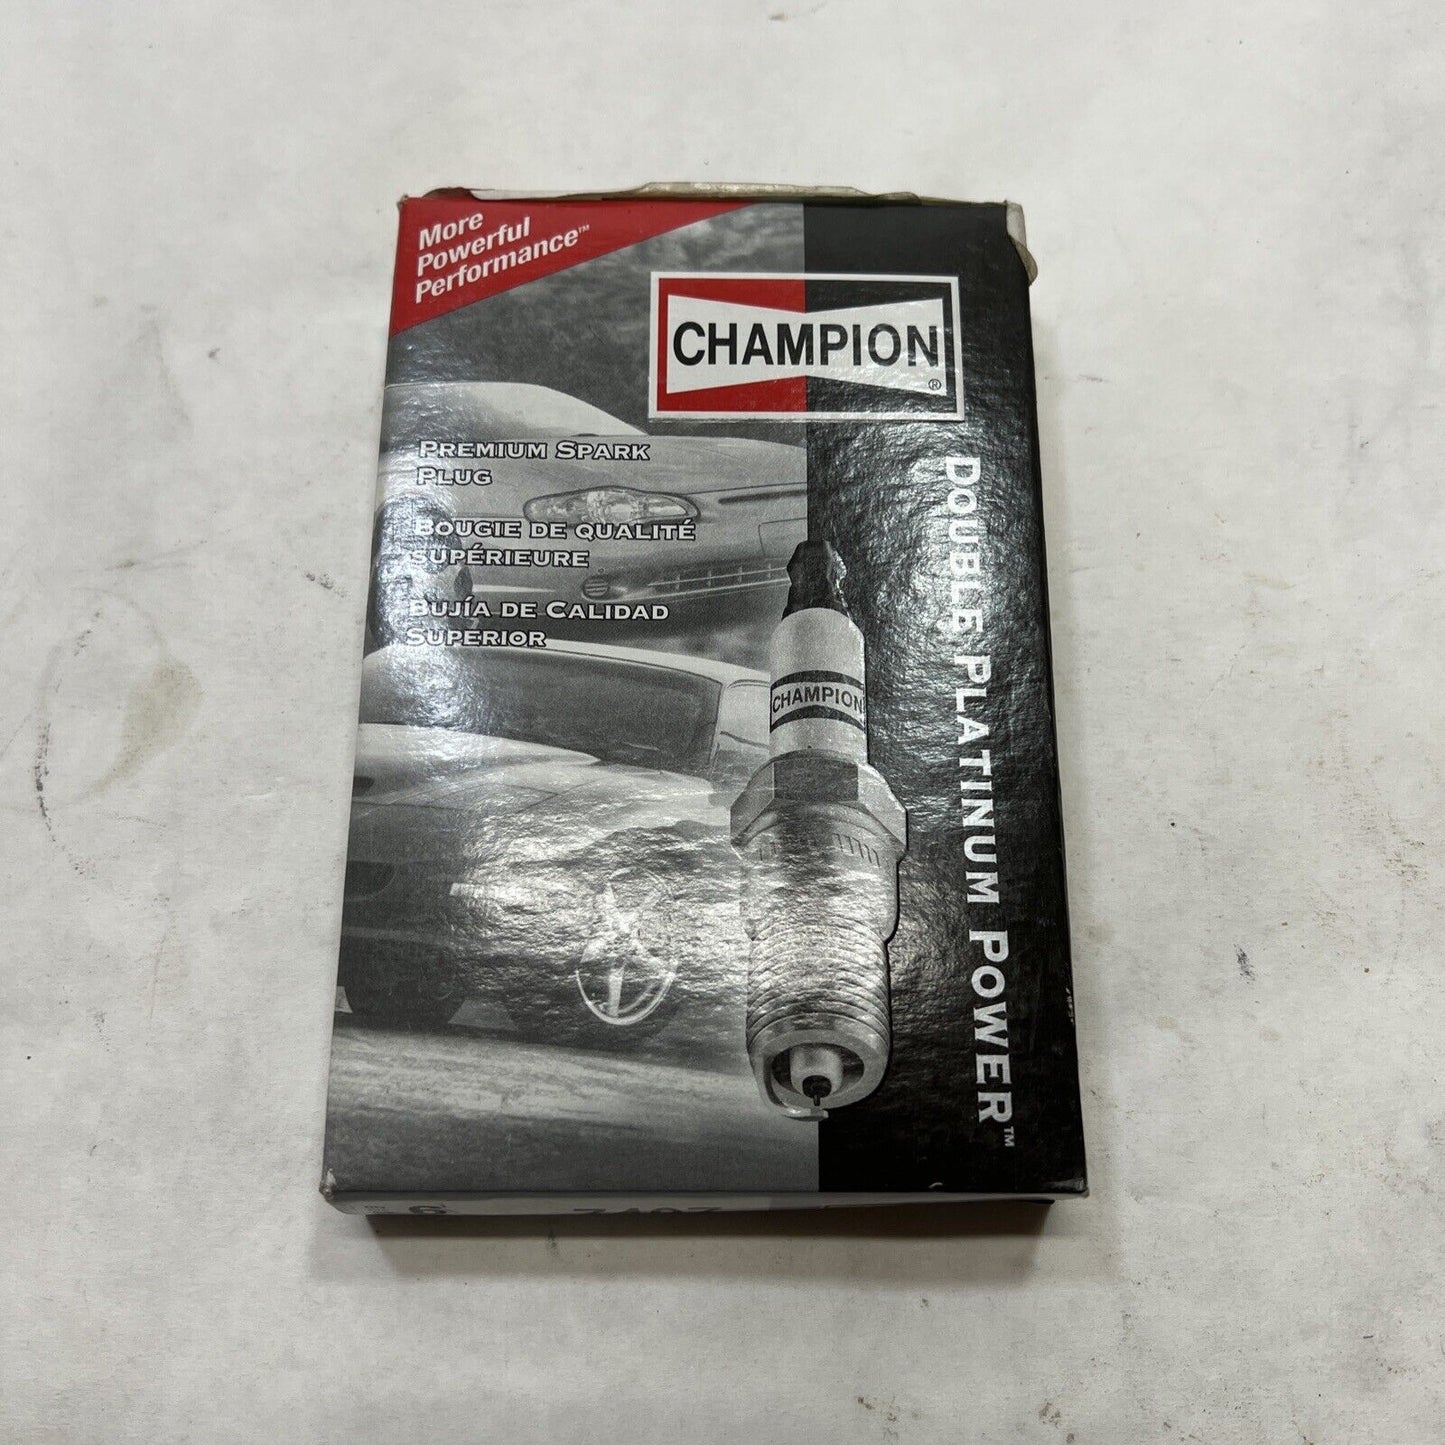 More
Powerful
Performance™
CHAMPION®
PREMIUM SPARK
PLUG
BOUGIE DE QUALITÉ
SUPÉRIEURE
BUJÍA DE CALIDAD
SUPERIOR
CHAMPION
DOUBLE PLATINUM POWER™
6